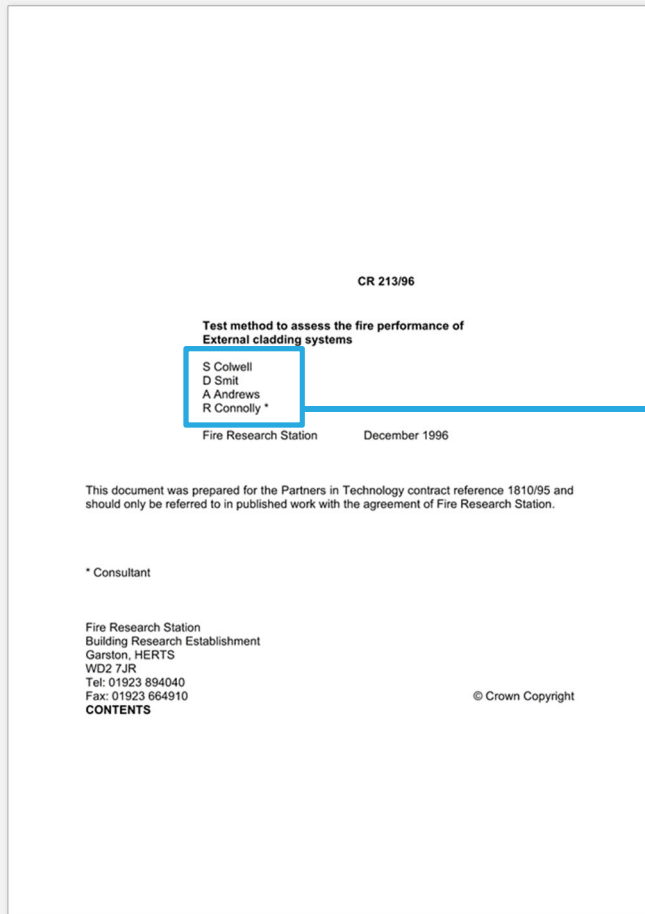 CR 213/96
Test method to assess the fire performance of
External cladding systems
S Colwell
D Smit
A Andrews
R Connolly *
Fire Research Station December 1996
This document was prepared for the Partners in Technology contract reference 1810/95 and
should only be referred to in published work with the agreement of Fire Research Station.
* Consultant
Fire Research Station
Building Research Establishment
Garston, HERTS
WD2 7JR
Tel: 01923 894040
Fax: 01923 664910 © Crown Copyright
CONTENTS